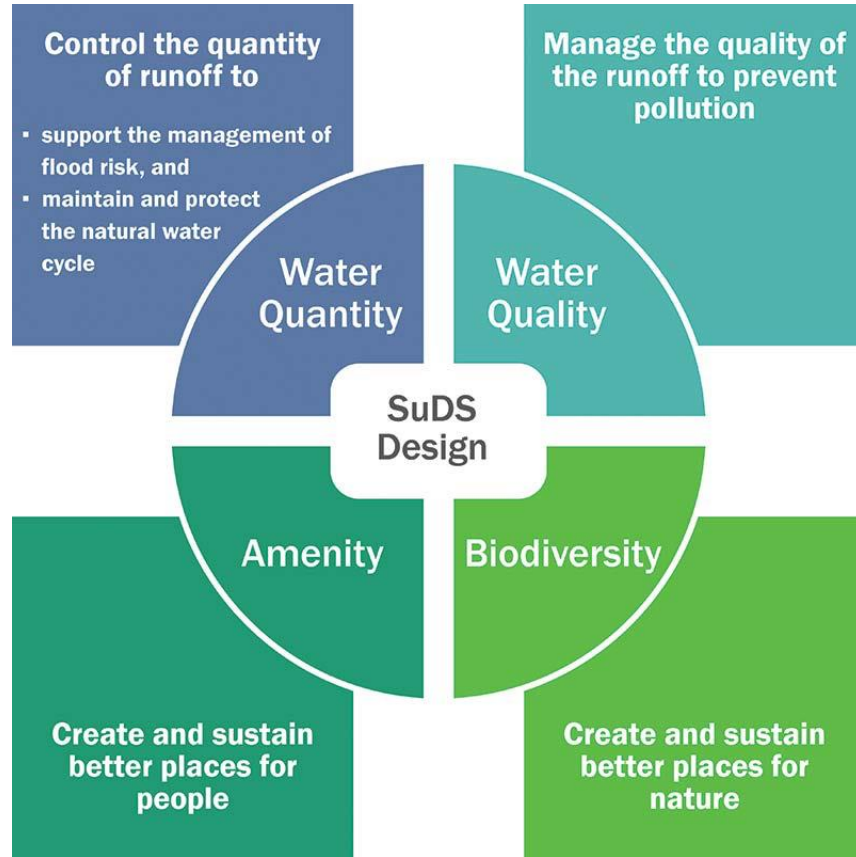 Control the quantity
of runoff to
▪ support the management of
flood risk, and
▪ maintain and protect
the natural water
cycle
Manage the quality of
the runoff to prevent
pollution
Water
Quantity
Water
Quality
SuDS
Design
Amenity
Biodiversity
Create and sustain
better places for
people
Create and sustain
better places for
nature